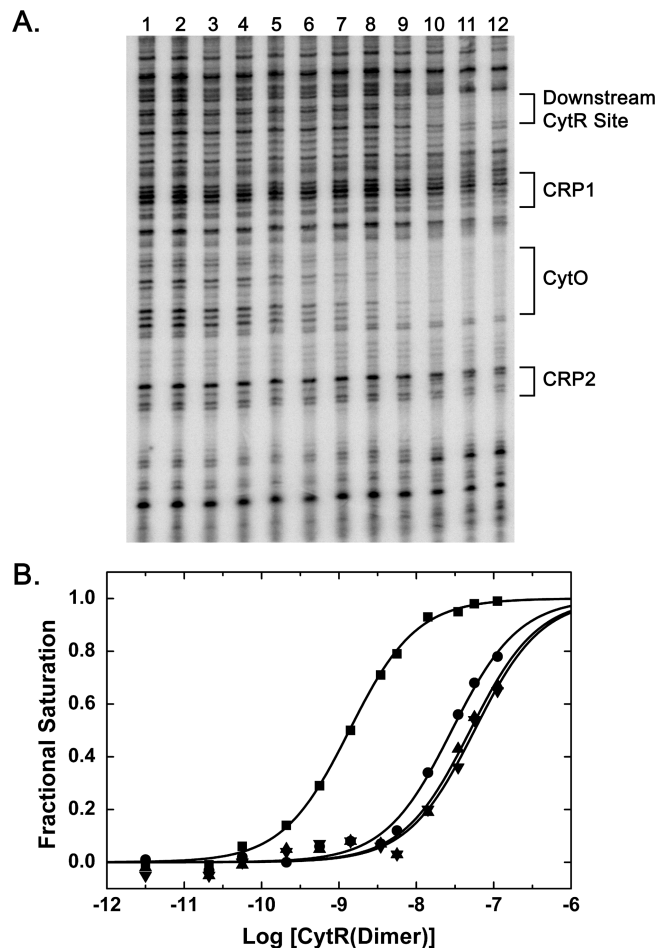 A.
1 2 3 4 5 6 7 8 9 10 11 12
Downstream
CytR Site
CRP1
CytO
CRP2
B.
1.0
0.8
0.6
0.4
0.2
0.0
Fractional Saturation
-12 -11 -10 -9 -8 -7 -6
Log [CytR(Dimer)]